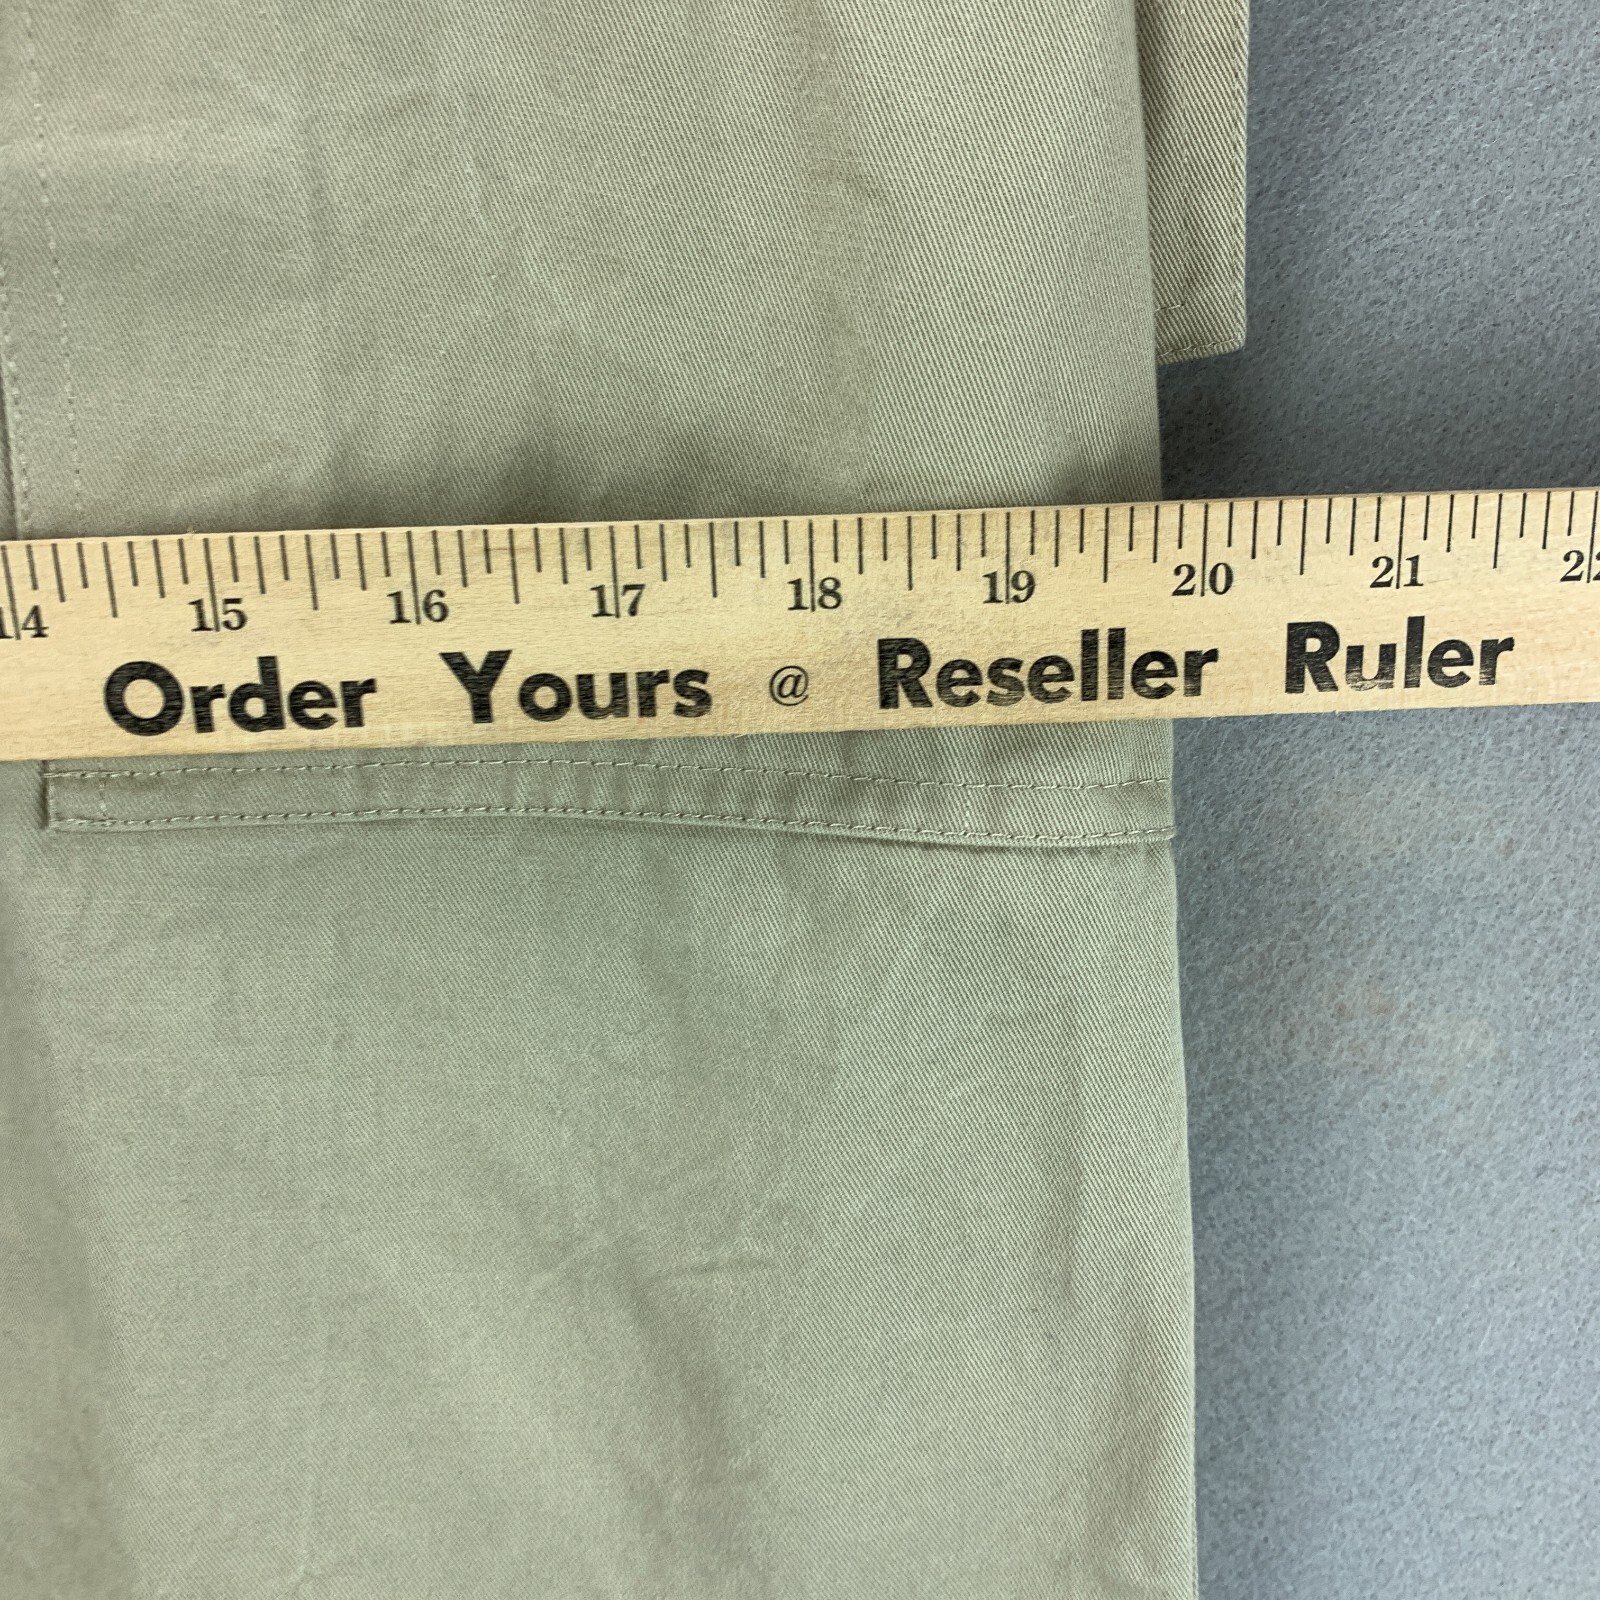 14 15 16 17 18 19 20 21 22
Order Yours @ Reseller Ruler